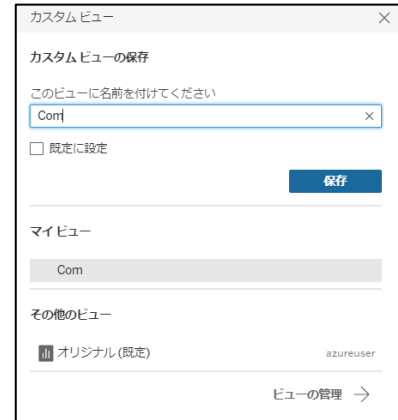 カスタム ビュー
カスタム ビューの保存
このビューに名前を付けてください
Com
既定に設定
保存
マイ ビュー
Com
その他のビュー
オリジナル (既定) azureuser
ビューの管理 →